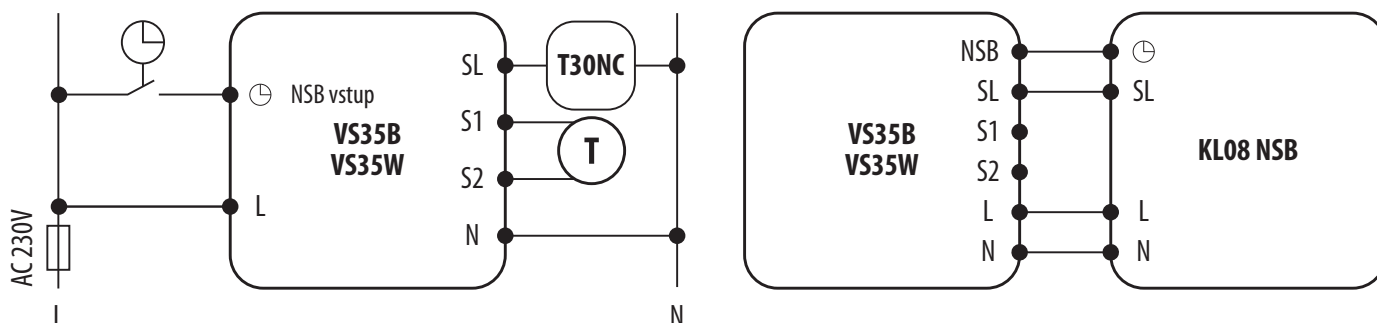 SL
T30NC
NSB vstup
VS35B
VS35W
S1
T
S2
L
N
AC 230V
L
N
NSB
SL
S1
S2
L
N
VS35B
VS35W
SL
KL08 NSB
L
N